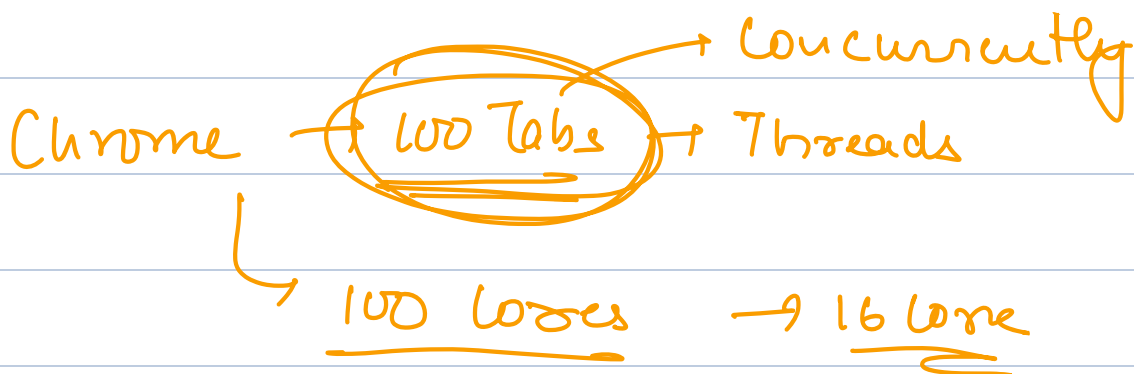 Concurrently
Chrome → 100 Tabs → Threads
100 Cores → 16 Core